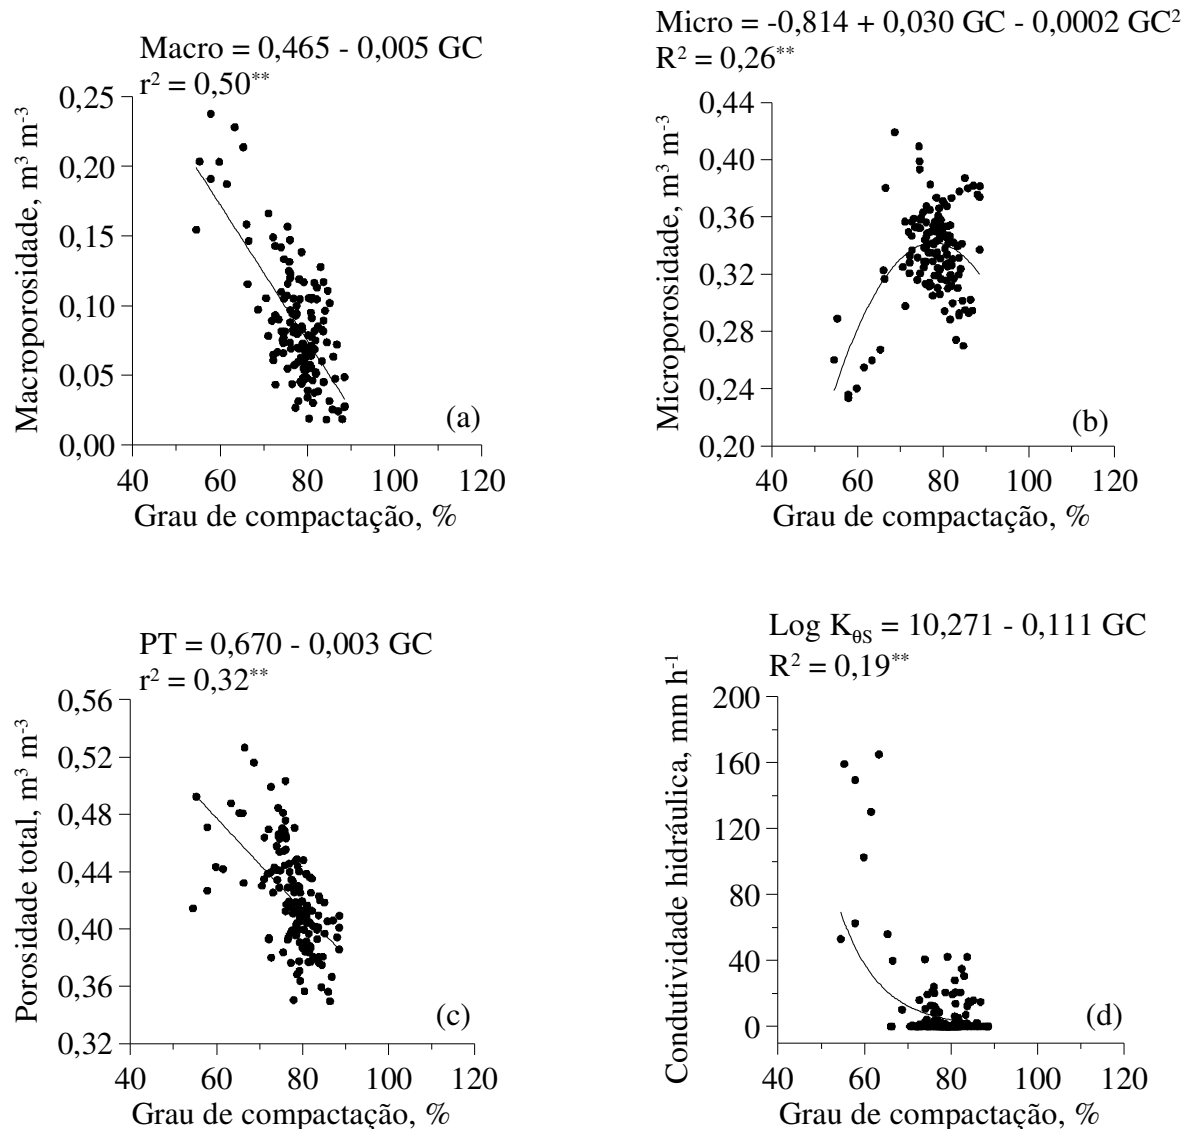 Macro = 0,465 - 0,005 GC
r² = 0,50**
0,25
0,20
0,15
0,10
0,05
0,00
Macroporosidade, m³ m⁻³
(a)
40 60 80 100 120
Grau de compactação, %
Micro = -0,814 + 0,030 GC - 0,0002 GC²
R² = 0,26**
0,44
0,40
0,36
0,32
0,28
0,24
0,20
Microporosidade, m³ m⁻³
(b)
40 60 80 100 120
Grau de compactação, %
PT = 0,670 - 0,003 GC
r² = 0,32**
0,56
0,52
0,48
0,44
0,40
0,36
0,32
Porosidade total, m³ m⁻³
(c)
40 60 80 100 120
Grau de compactação, %
Log K_θS = 10,271 - 0,111 GC
R² = 0,19**
200
160
120
80
40
0
Condutividade hidráulica, mm h⁻¹
(d)
40 60 80 100 120
Grau de compactação, %